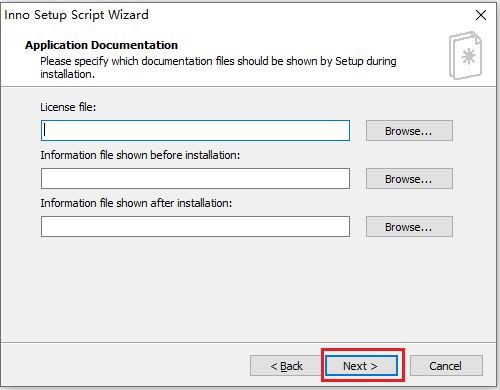 Inno Setup Script Wizard
Application Documentation
Please specify which documentation files should be shown by Setup during
installation.
License file:
Browse...
Information file shown before installation:
Browse...
Information file shown after installation:
Browse...
< Back
Next >
Cancel